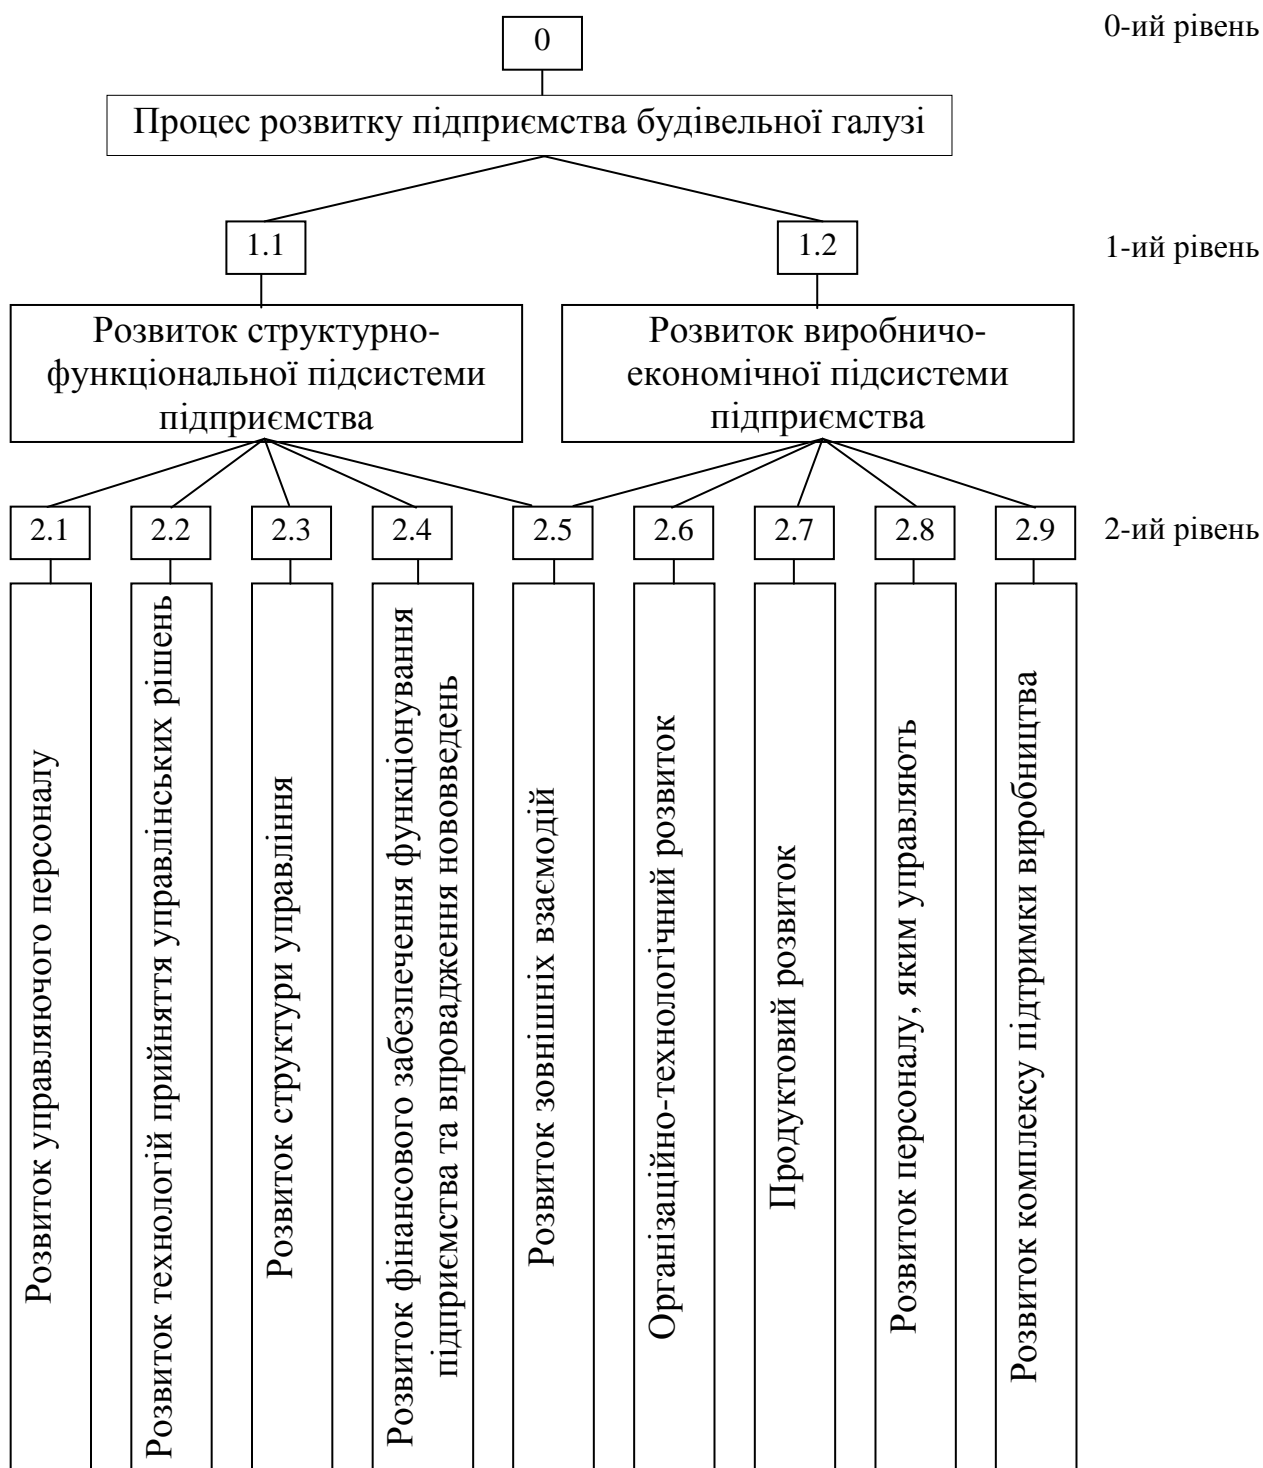 0
0-ий рівень
Процес розвитку підприємства будівельної галузі
1.1
1.2
1-ий рівень
Розвиток структурно-
функціональної підсистеми
підприємства
Розвиток виробничо-
економічної підсистеми
підприємства
2.1
2.2
2.3
2.4
2.5
2.6
2.7
2.8
2.9
2-ий рівень
Розвиток управляючого персоналу
Розвиток технологій прийняття управлінських рішень
Розвиток структури управління
Розвиток фінансового забезпечення функціонування
підприємства та впровадження нововведень
Розвиток зовнішніх взаємодій
Організаційно-технологічний розвиток
Продуктовий розвиток
Розвиток персоналу, яким управляють
Розвиток комплексу підтримки виробництва